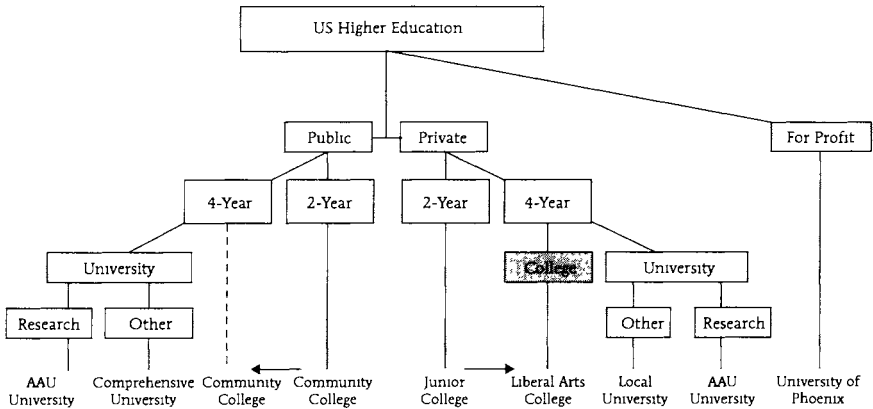 US Higher Education
Public
Private
For Profit
4-Year
2-Year
2-Year
4-Year
University
College
University
Research
Other
Other
Research
AAU
University
Comprehensive
University
Community
College
Community
College
Junior
College
Liberal Arts
College
Local
University
AAU
University
University of
Phoenix